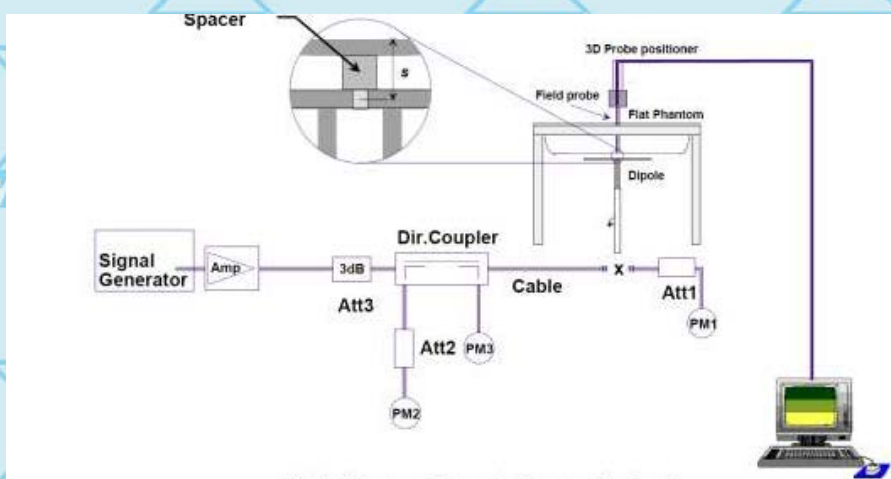 Spacer
s
3D Probe positioner
Field probe
Flat Phantom
Dipole
Signal
Generator
Amp
3dB
Att3
Dir.Coupler
Cable
x
Att1
PM1
Att2
PM3
PM2